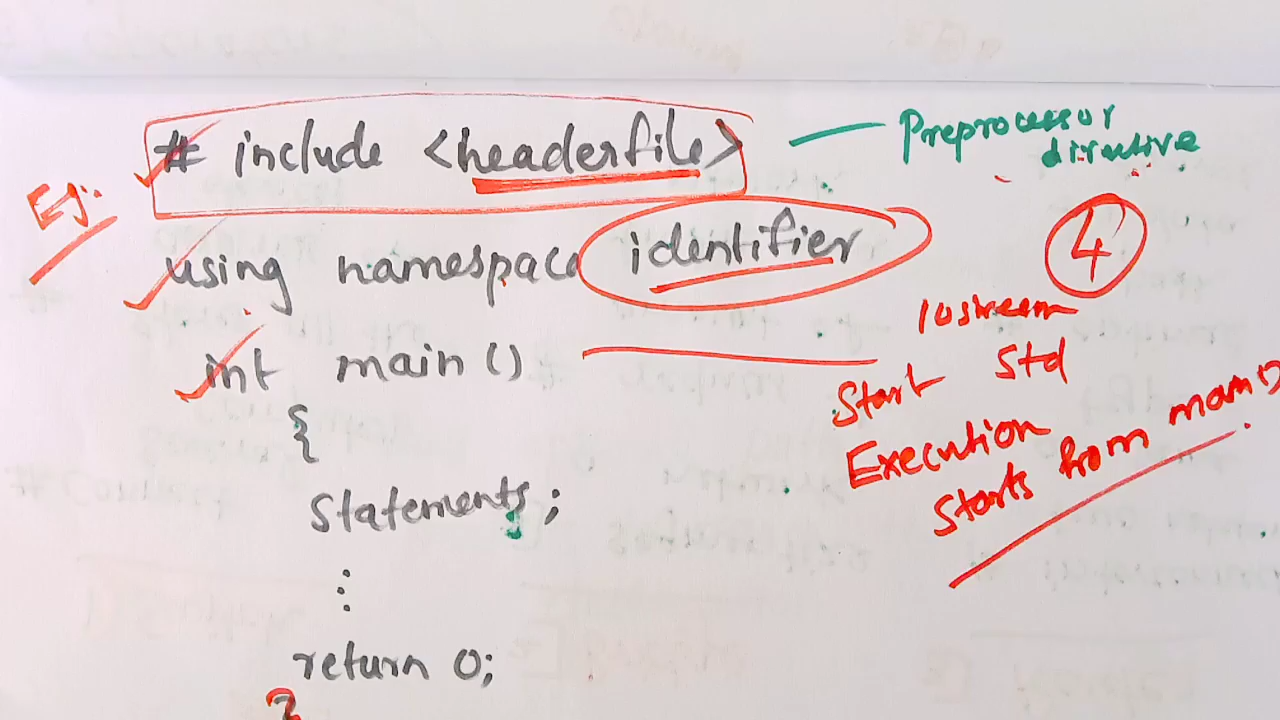 # include <headerfile> — Preprocessor
directive
Eg:
using namespace identifier
4
iostream
int main()
Start Std
{
Execution
starts from main()
Statements;
:
return 0;
}